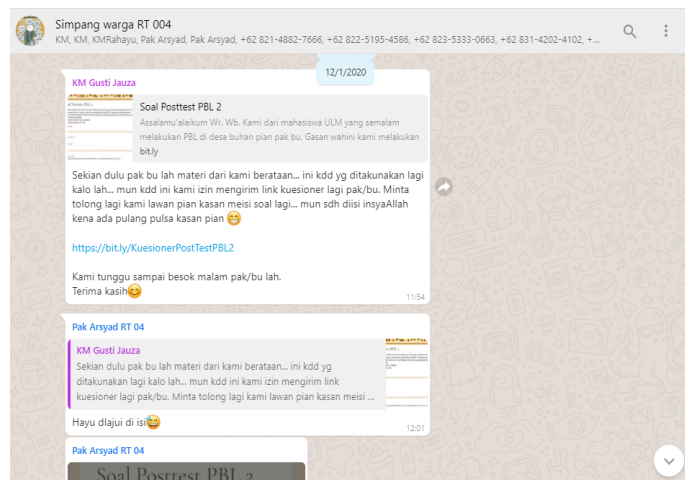 Simpang warga RT 004
KM, KM, KMRahayu, Pak Arsyad, Pak Arsyad, +62 821-4882-7666, +62 822-5195-4586, +62 823-5333-0663, +62 831-4202-4102, +...
12/1/2020
KM Gusti Jauza
Soal Posttest PBL 2
Assalamu'alaikum Wr. Wb. Kami dari mahasiswa ULM yang semalam
melakukan PBL di desa buhan pian pak bu. Gasan wahini kami melakukan
bit.ly
Sekian dulu pak bu lah materi dari kami berataan... ini kdd yg ditakunakan lagi
kalo lah... mun kdd ini kami izin mengirim link kuesioner lagi pak/bu. Minta
tolong lagi kami lawan pian kasan meisi soal lagi... mun sdh diisi insyaAllah
kena ada pulang pulsa kasan pian 😁
https://bit.ly/KuesionerPostTestPBL2
Kami tunggu sampai besok malam pak/bu lah.
Terima kasih😊
11:54
Pak Arsyad RT 04
KM Gusti Jauza
Sekian dulu pak bu lah materi dari kami berataan... ini kdd yg
ditakunakan lagi kalo lah... mun kdd ini kami izin mengirim link
kuesioner lagi pak/bu. Minta tolong lagi kami lawan pian kasan meisi ...
Hayu dlajui di isi😅
12:01
Pak Arsyad RT 04
Soal Posttest PBL 2